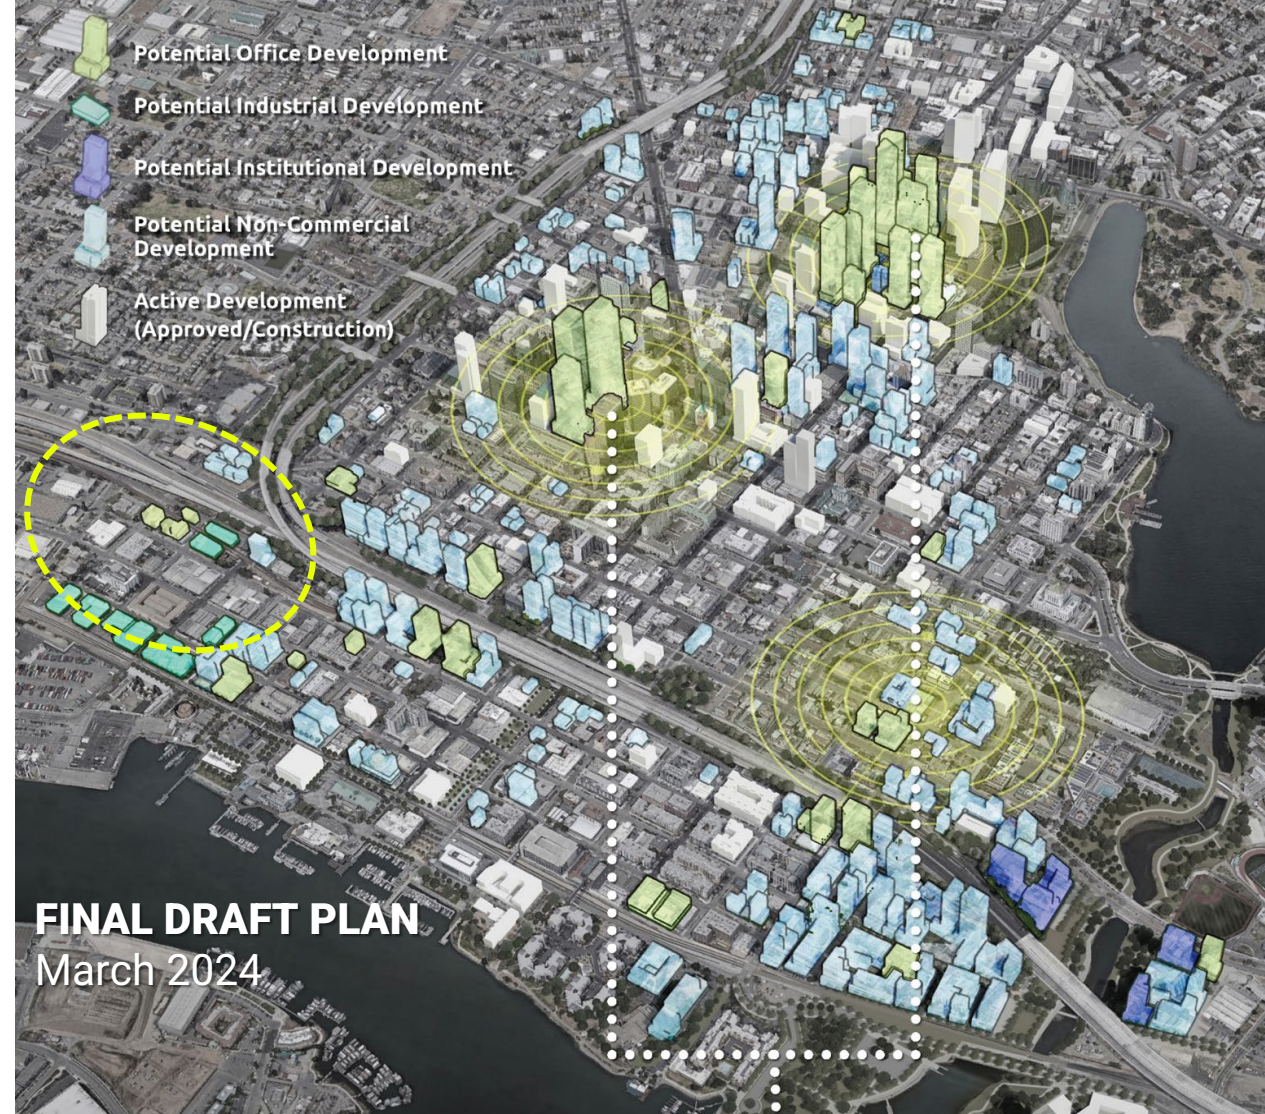 Potential Office Development
Potential Industrial Development
Potential Institutional Development
Potential Non-Commercial
Development
Active Development
(Approved/Construction)
FINAL DRAFT PLAN
March 2024